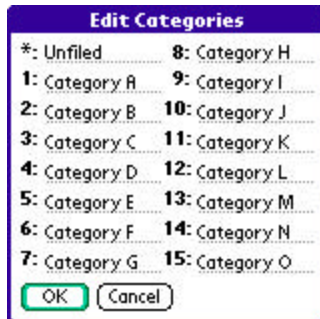 Edit Categories
*: Unfiled
1: Category A
2: Category B
3: Category C
4: Category D
5: Category E
6: Category F
7: Category G
8: Category H
9: Category I
10: Category J
11: Category K
12: Category L
13: Category M
14: Category N
15: Category O
OK
Cancel